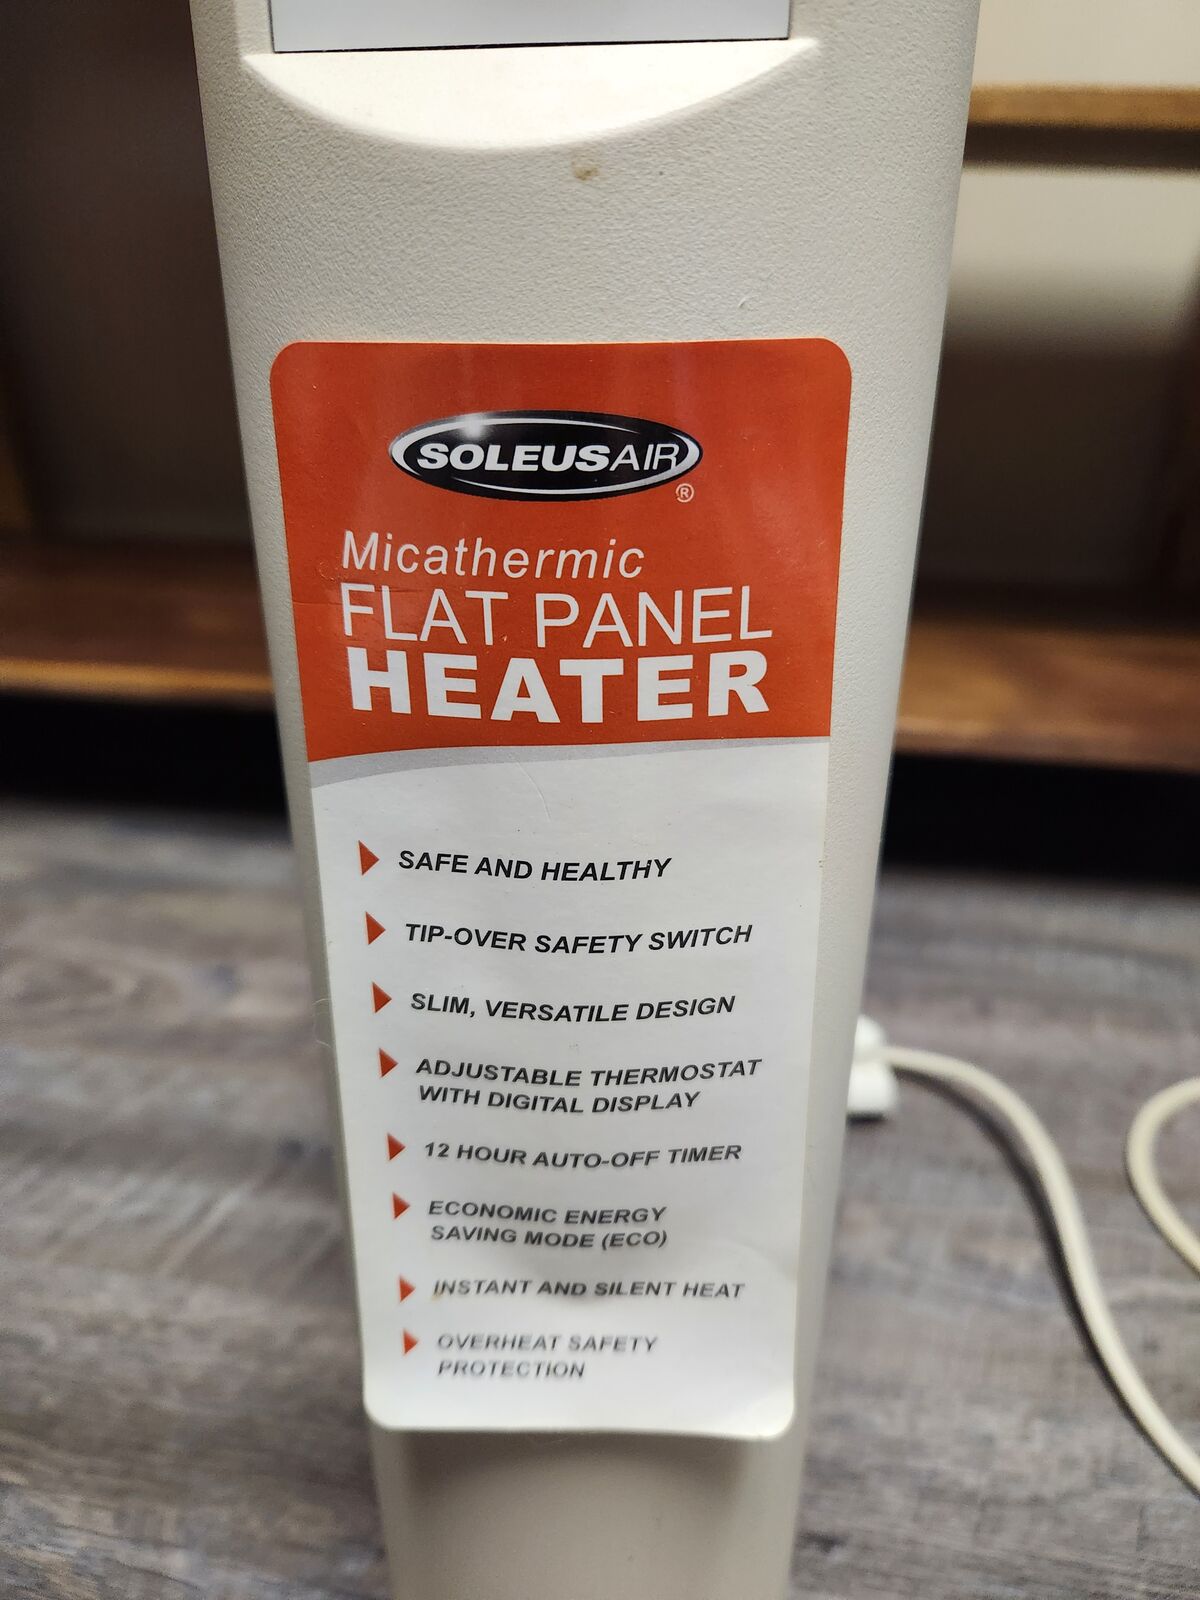 SOLEUSAIR
®
Micathermic
FLAT PANEL
HEATER
SAFE AND HEALTHY
TIP-OVER SAFETY SWITCH
SLIM, VERSATILE DESIGN
ADJUSTABLE THERMOSTAT
WITH DIGITAL DISPLAY
12 HOUR AUTO-OFF TIMER
ECONOMIC ENERGY
SAVING MODE (ECO)
INSTANT AND SILENT HEAT
OVERHEAT SAFETY
PROTECTION